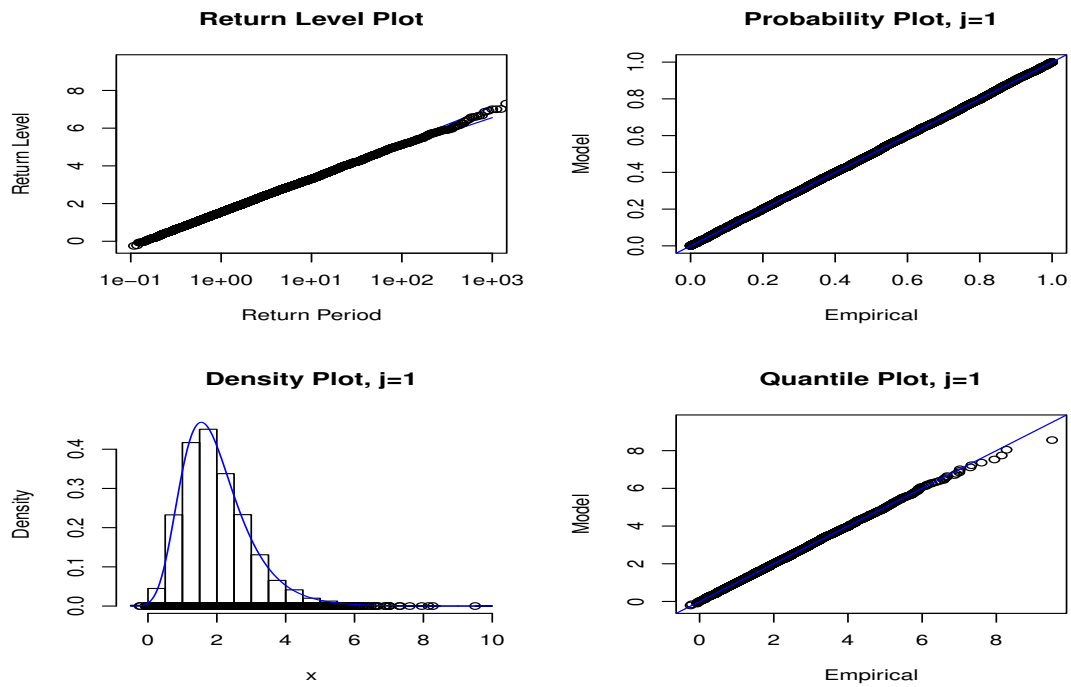 Return Level Plot
Return Level
0 2 4 6 8
1e−01 1e+00 1e+01 1e+02 1e+03
Return Period
Probability Plot, j=1
Model
0.0 0.2 0.4 0.6 0.8 1.0
0.0 0.2 0.4 0.6 0.8 1.0
Empirical
Density Plot, j=1
Density
0.0 0.1 0.2 0.3 0.4
0 2 4 6 8 10
x
Quantile Plot, j=1
Model
0 2 4 6 8
0 2 4 6 8
Empirical